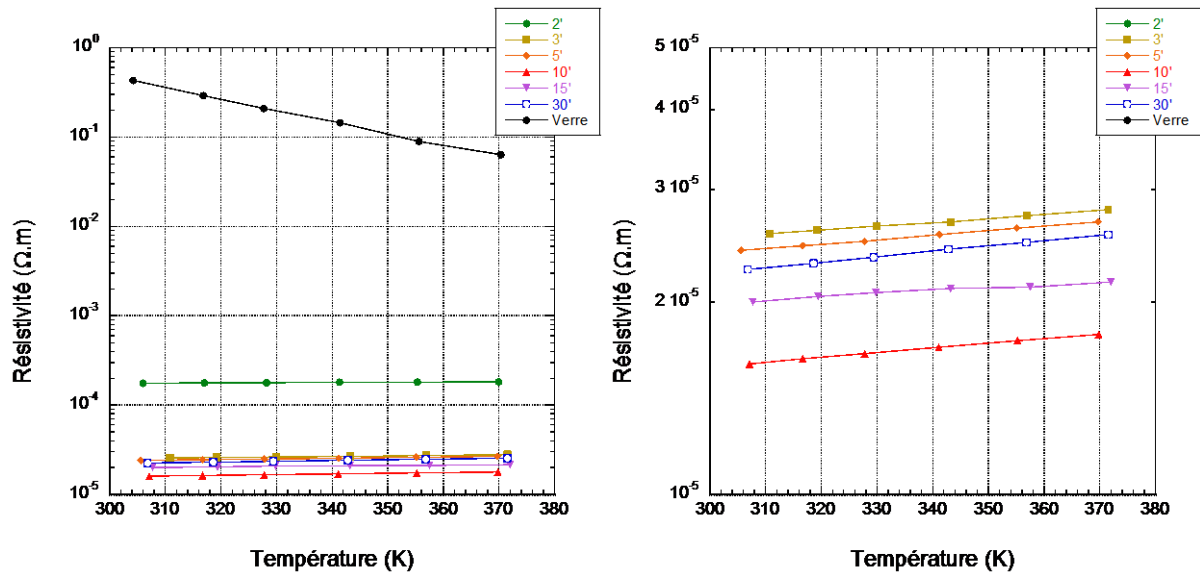 2'
3'
5'
10'
15'
30'
Verre
10⁰
10⁻¹
10⁻²
10⁻³
10⁻⁴
10⁻⁵
Résistivité (Ω.m)
300 310 320 330 340 350 360 370 380
Température (K)
2'
3'
5'
10'
15'
30'
Verre
5 10⁻⁵
4 10⁻⁵
3 10⁻⁵
2 10⁻⁵
10⁻⁵
Résistivité (Ω.m)
300 310 320 330 340 350 360 370 380
Température (K)